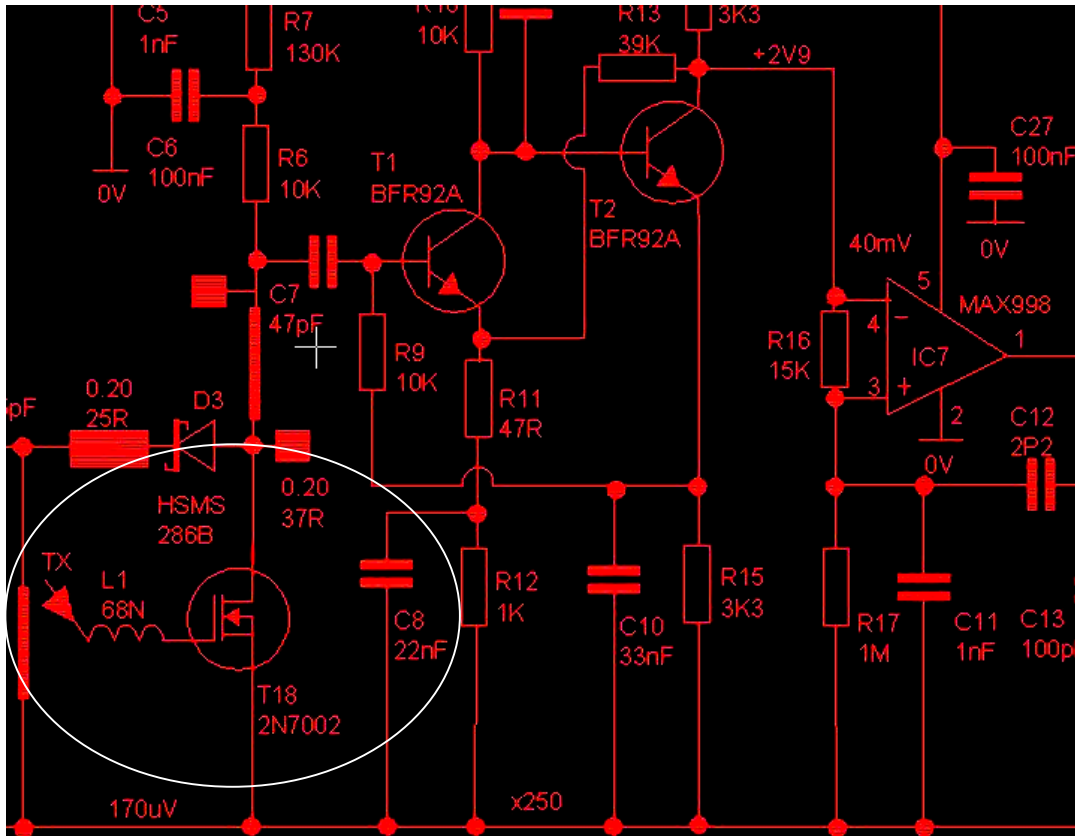 C5
1nF
R7
130K
10K
R13
39K
3K3
+2V9
C6
100nF
0V
R6
10K
T1
BFR92A
T2
BFR92A
C27
100nF
0V
40mV
5
MAX998
4
−
IC7
1
3
+
2
0V
C7
47pF
R9
10K
R11
47R
R16
15K
0.20
25R
D3
0.20
37R
HSMS
286B
C12
2P2
TX
L1
68N
T18
2N7002
C8
22nF
R12
1K
C10
33nF
R15
3K3
R17
1M
C11
1nF
C13
170uV
x250